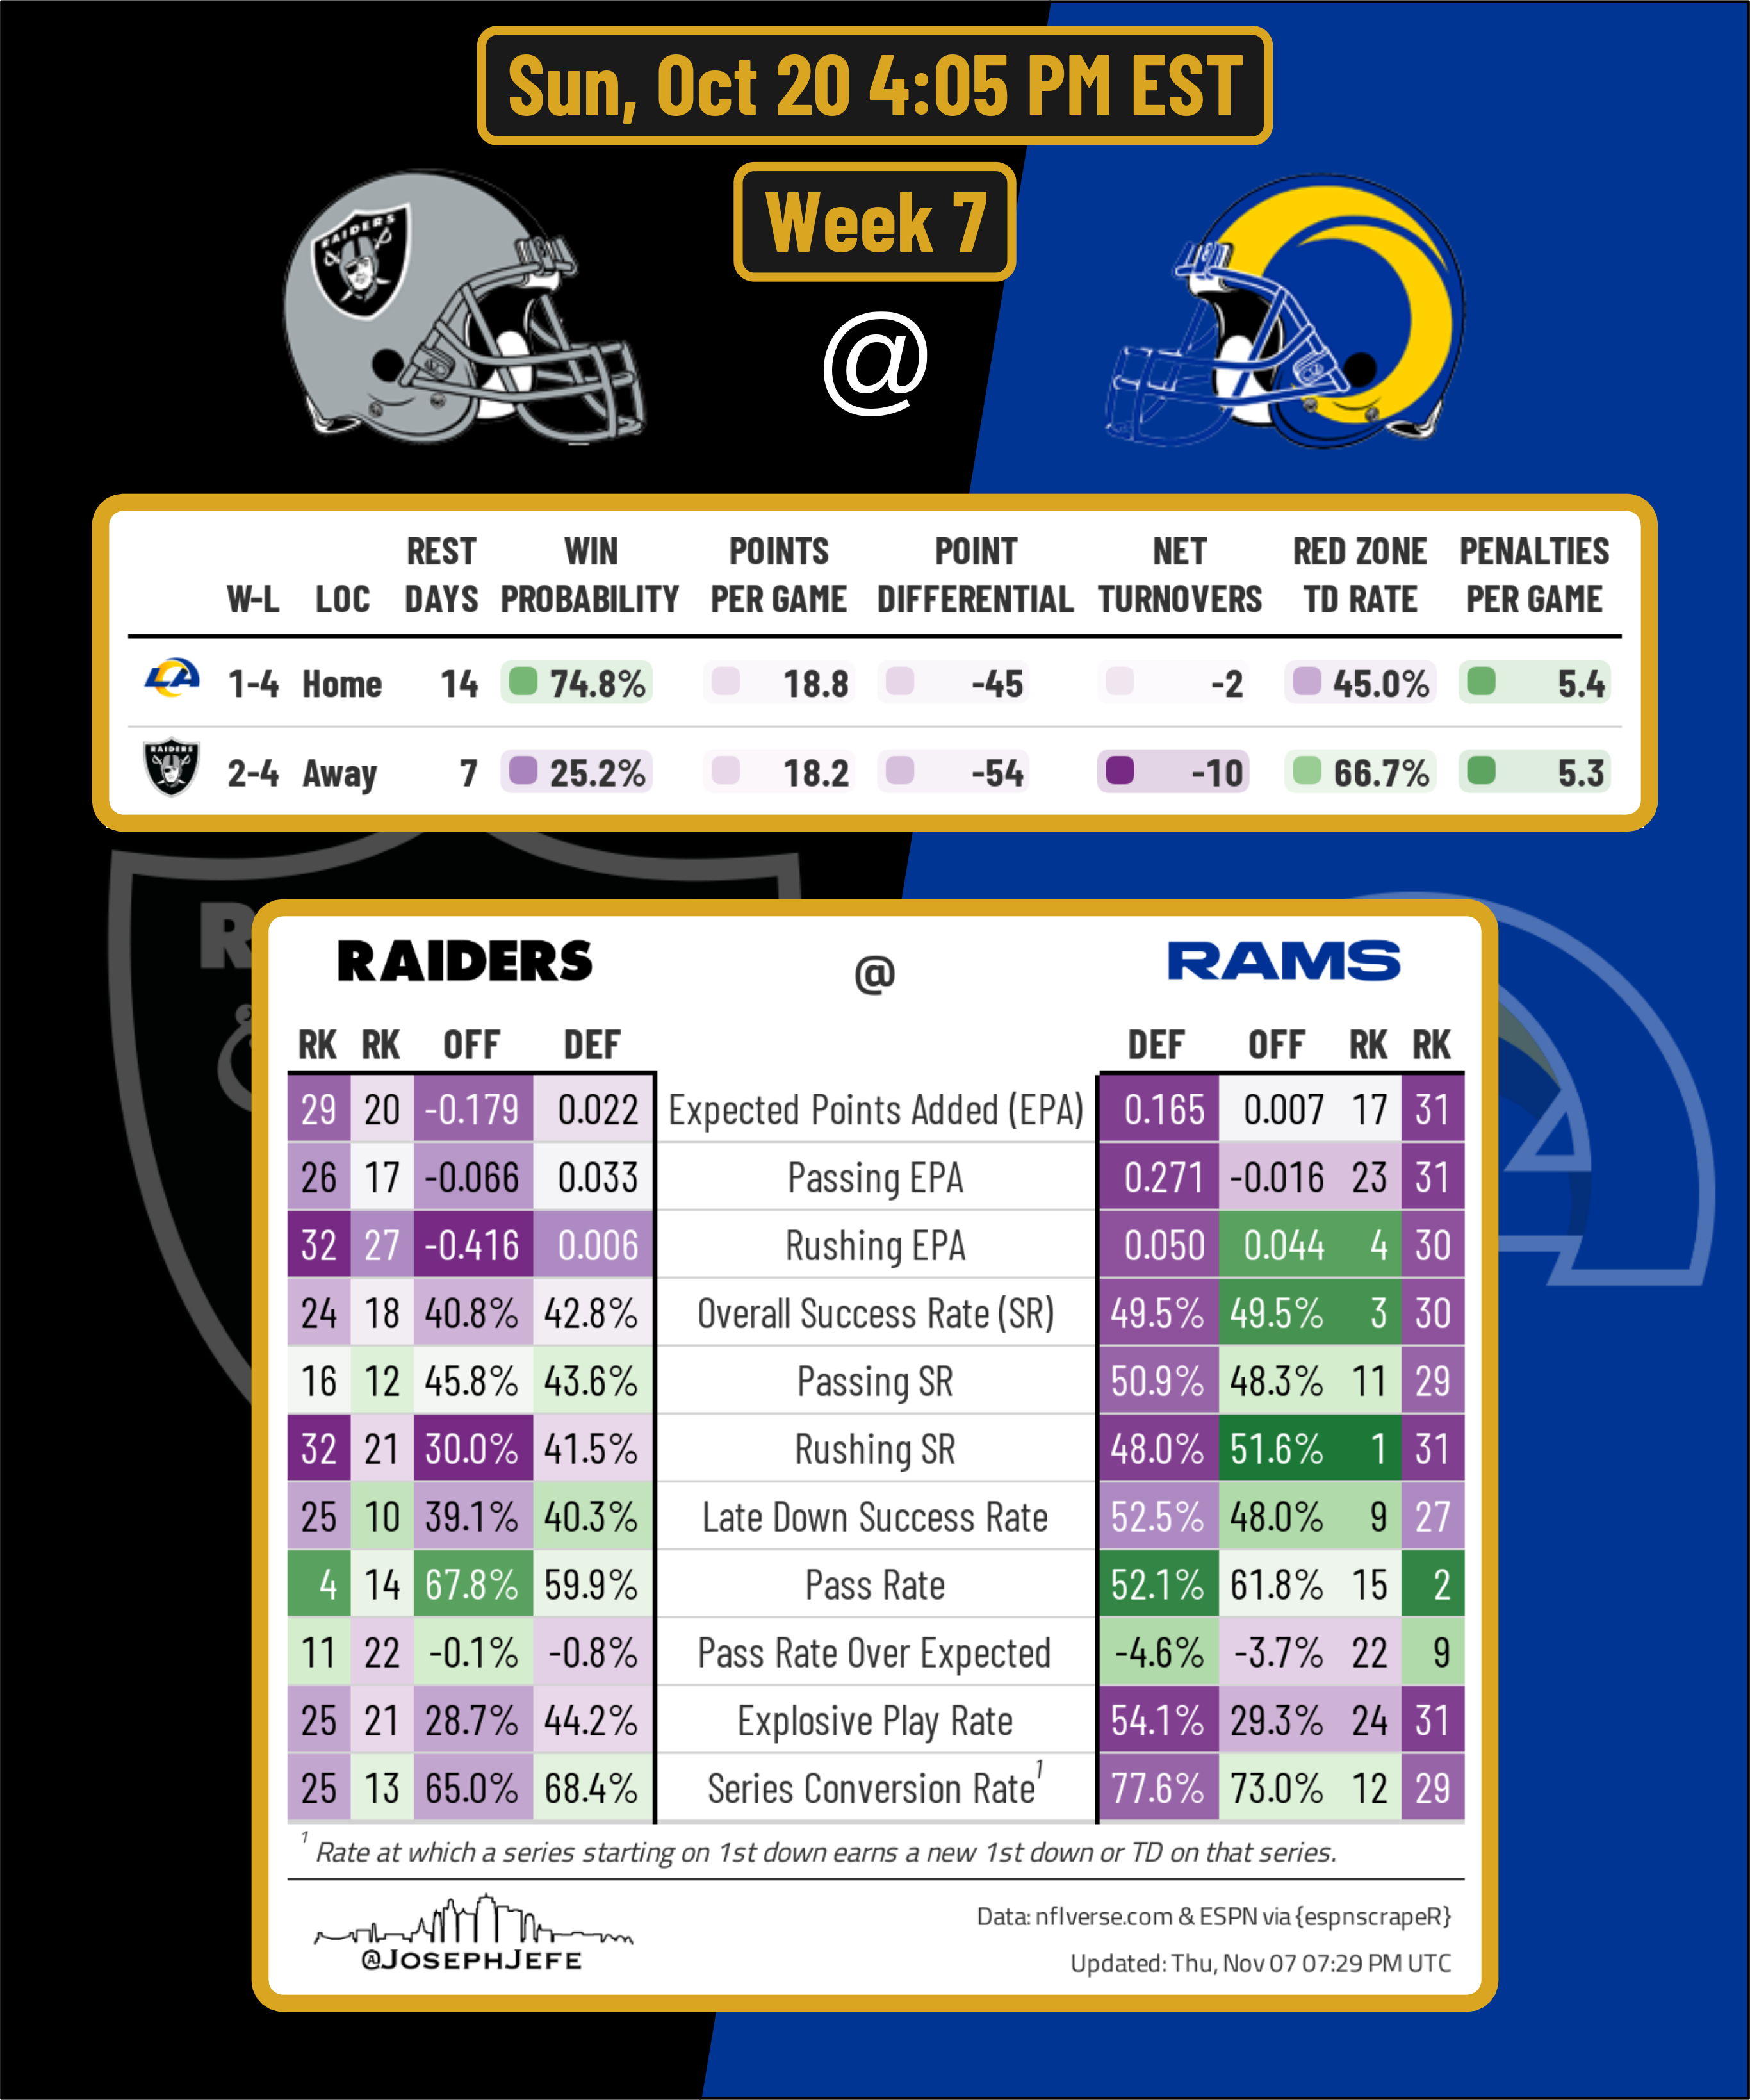 Sun, Oct 20 4:05 PM EST
Week 7
RAIDERS
@
W-L LOC REST DAYS WIN PROBABILITY POINTS PER GAME POINT DIFFERENTIAL NET TURNOVERS RED ZONE TD RATE PENALTIES PER GAME
LA 1-4 Home 14 74.8% 18.8 -45 -2 45.0% 5.4
RAIDERS 2-4 Away 7 25.2% 18.2 -54 -10 66.7% 5.3
R
RAIDERS @ RAMS
RK RK OFF DEF DEF OFF RK RK
29 20 -0.179 0.022 Expected Points Added (EPA) 0.165 0.007 17 31
26 17 -0.066 0.033 Passing EPA 0.271 -0.016 23 31
32 27 -0.416 0.006 Rushing EPA 0.050 0.044 4 30
24 18 40.8% 42.8% Overall Success Rate (SR) 49.5% 49.5% 3 30
16 12 45.8% 43.6% Passing SR 50.9% 48.3% 11 29
32 21 30.0% 41.5% Rushing SR 48.0% 51.6% 1 31
25 10 39.1% 40.3% Late Down Success Rate 52.5% 48.0% 9 27
4 14 67.8% 59.9% Pass Rate 52.1% 61.8% 15 2
11 22 -0.1% -0.8% Pass Rate Over Expected -4.6% -3.7% 22 9
25 21 28.7% 44.2% Explosive Play Rate 54.1% 29.3% 24 31
25 13 65.0% 68.4% Series Conversion Rate¹ 77.6% 73.0% 12 29
¹ Rate at which a series starting on 1st down earns a new 1st down or TD on that series.
@JOSEPHJEFE
Data: nflverse.com & ESPN via {espnscrapeR}
Updated: Thu, Nov 07 07:29 PM UTC